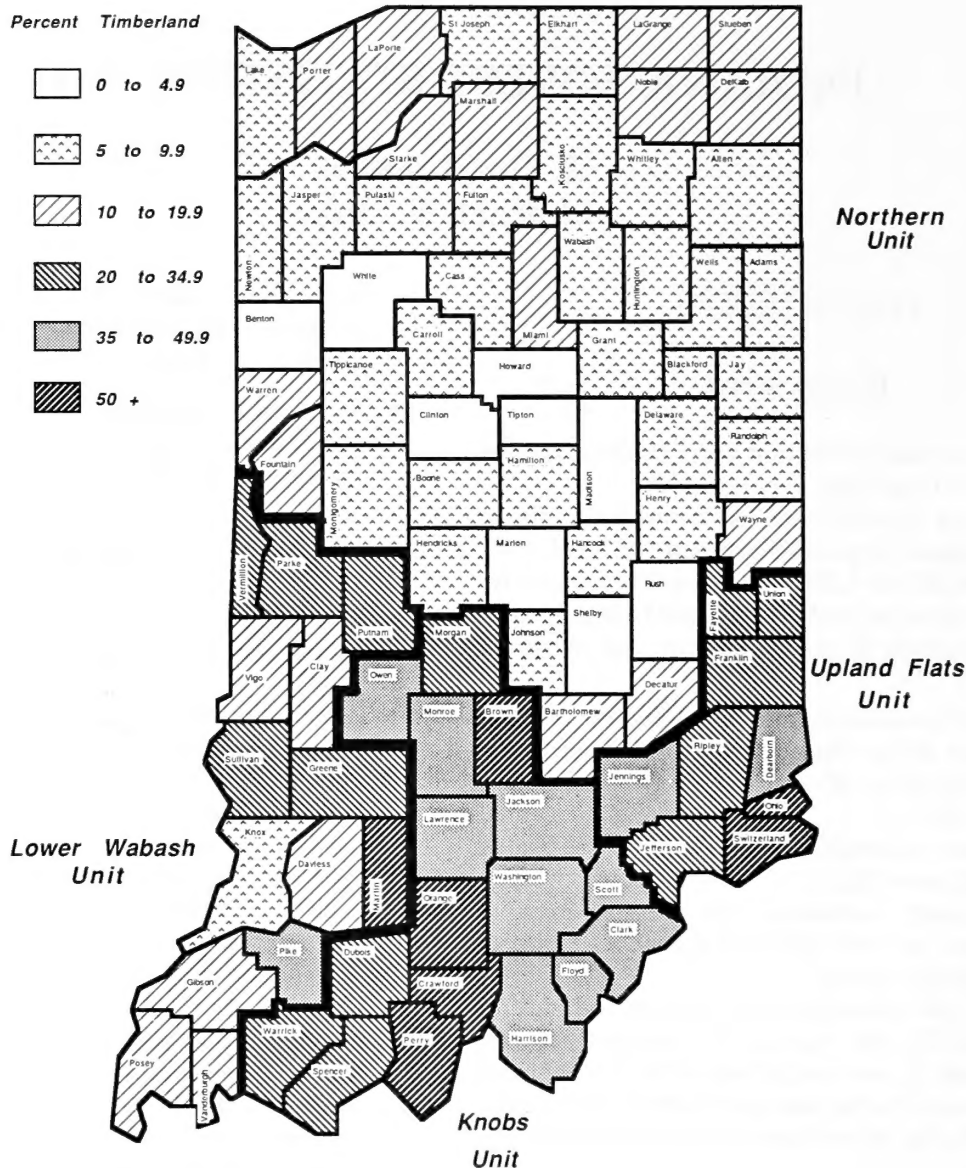 Percent Timberland
0 to 4.9
5 to 9.9
10 to 19.9
20 to 34.9
35 to 49.9
50 +
Northern
Unit
Upland Flats
Unit
Lower Wabash
Unit
Knobs
Unit
St Joseph
Elkhart
LaGrange
Stueben
LaPorte
Lake
Porter
Noble
DeKalb
Marshall
Starke
Kosciusko
Whitley
Allen
Jasper
Pulaski
Fulton
Newton
Wabash
Huntington
Wells
Adams
White
Cass
Benton
Miami
Carroll
Grant
Tippicanoe
Howard
Blackford
Jay
Warren
Clinton
Tipton
Delaware
Randolph
Fountain
Montgomery
Boone
Hamilton
Madison
Henry
Wayne
Hendricks
Marion
Hancock
Vermillion
Parke
Rush
Fayette
Union
Putnam
Morgan
Johnson
Shelby
Franklin
Vigo
Clay
Owen
Decatur
Monroe
Brown
Bartholomew
Sullivan
Greene
Ripley
Dearborn
Jennings
Jackson
Lawrence
Ohio
Knox
Daviess
Martin
Jefferson
Switzerland
Washington
Scott
Orange
Clark
Pike
Dubois
Gibson
Crawford
Floyd
Warrick
Perry
Harrison
Posey
Vanderburgh
Spencer